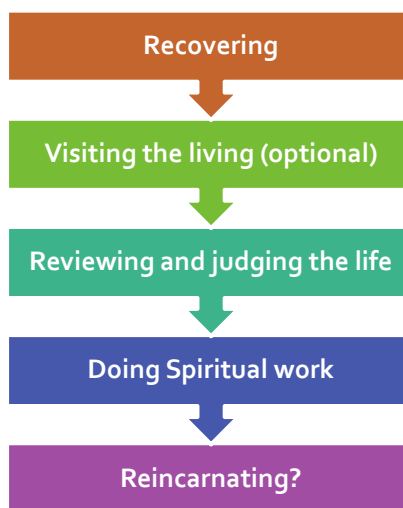 Recovering
Visiting the living (optional)
Reviewing and judging the life
Doing Spiritual work
Reincarnating?